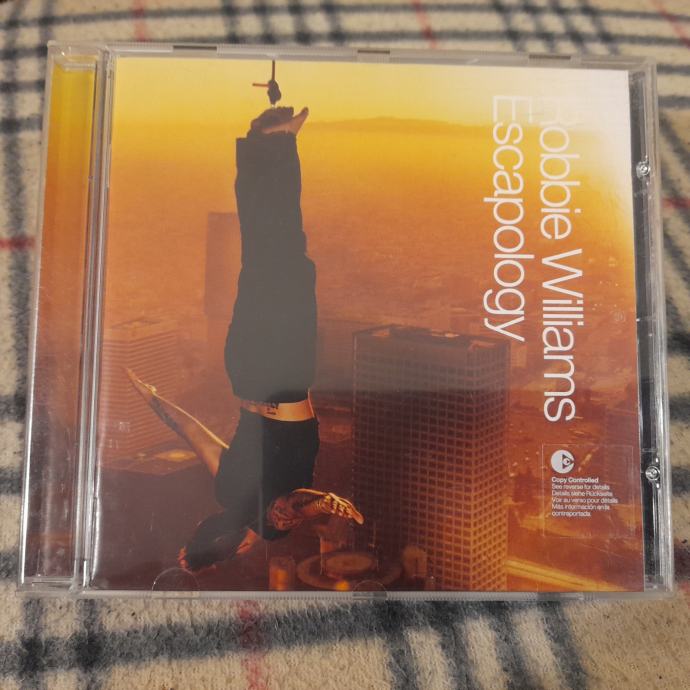 Robbie Williams
Escapology
Copy Controlled
See reverse for details
Details siehe Rückseite
Voir au verso pour détails
Más información en la
contraportada